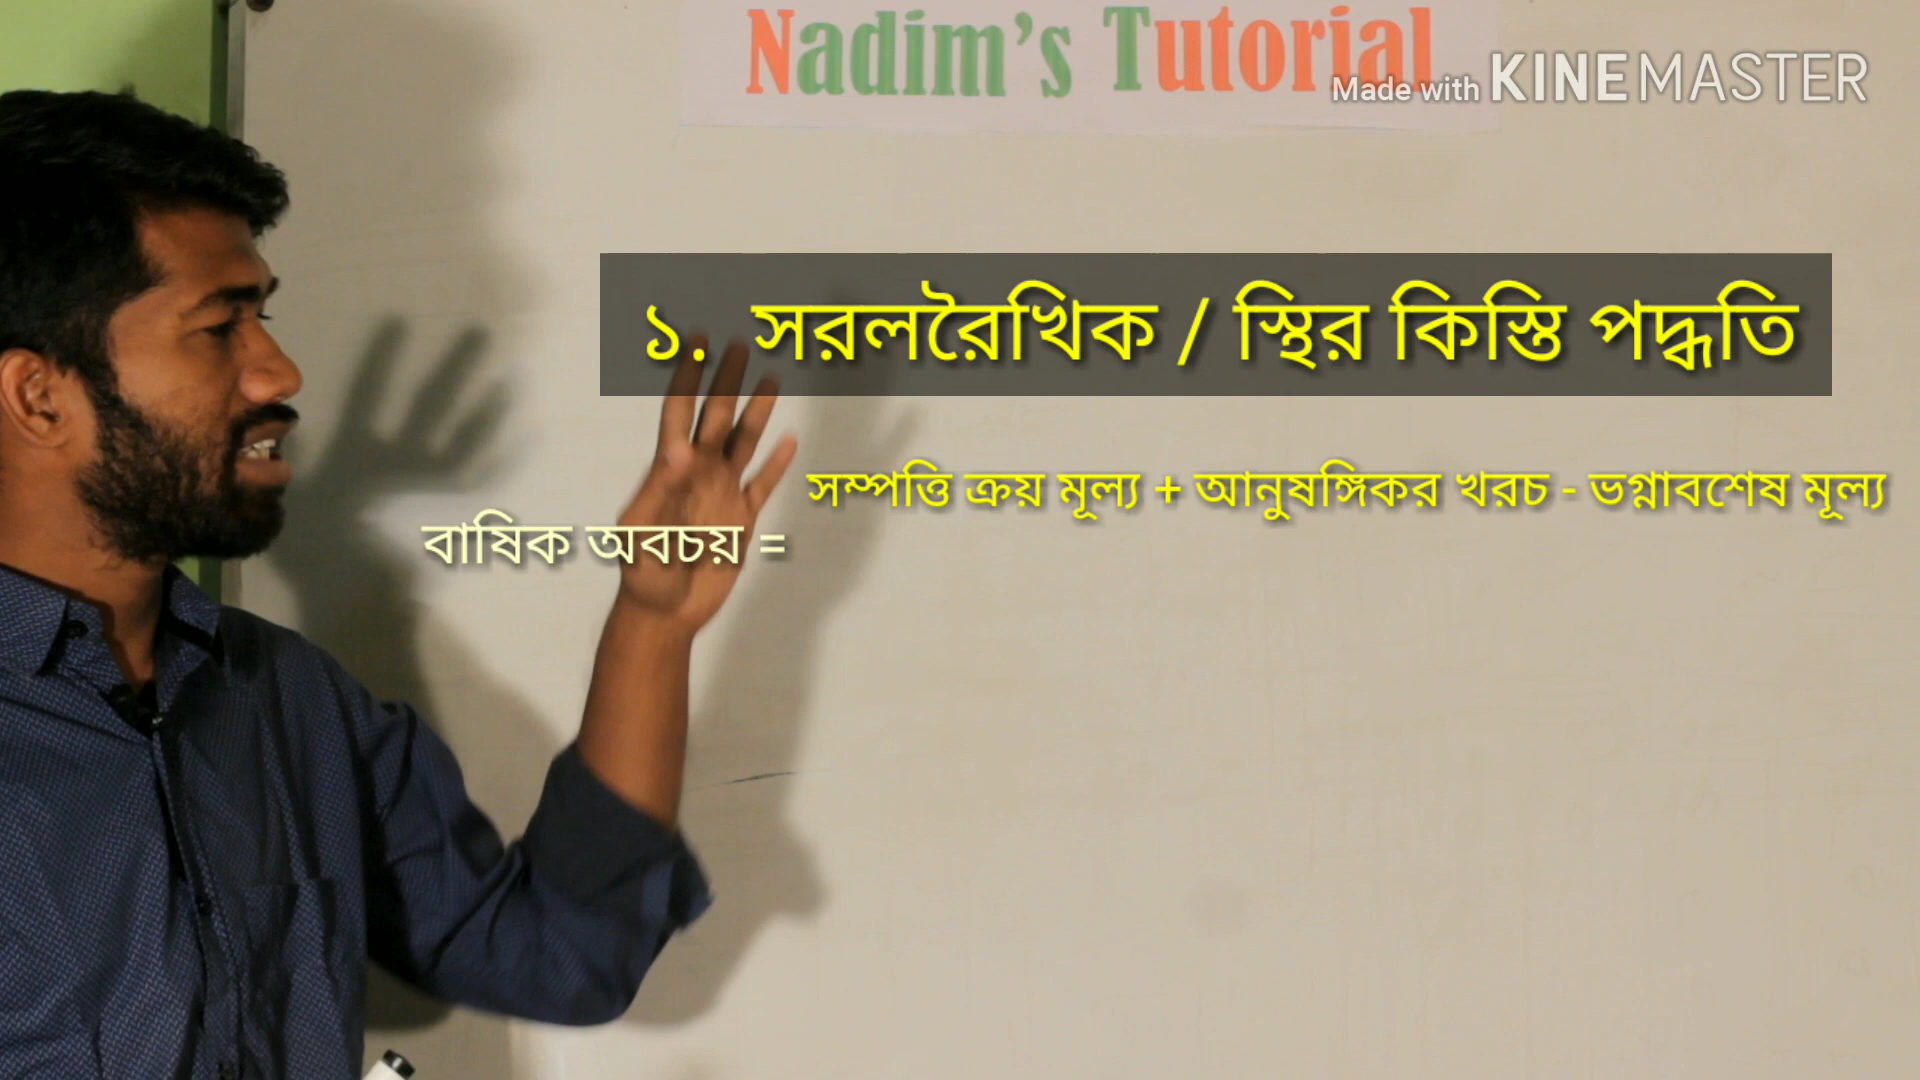 Nadim's Tutorial
Made with KINEMASTER
১. সরলরৈখিক / স্থির কিস্তি পদ্ধতি
সম্পত্তি ক্রয় মূল্য + আনুষঙ্গিকর খরচ - ভগ্নাবশেষ মূল্য
বাষিক অবচয় =